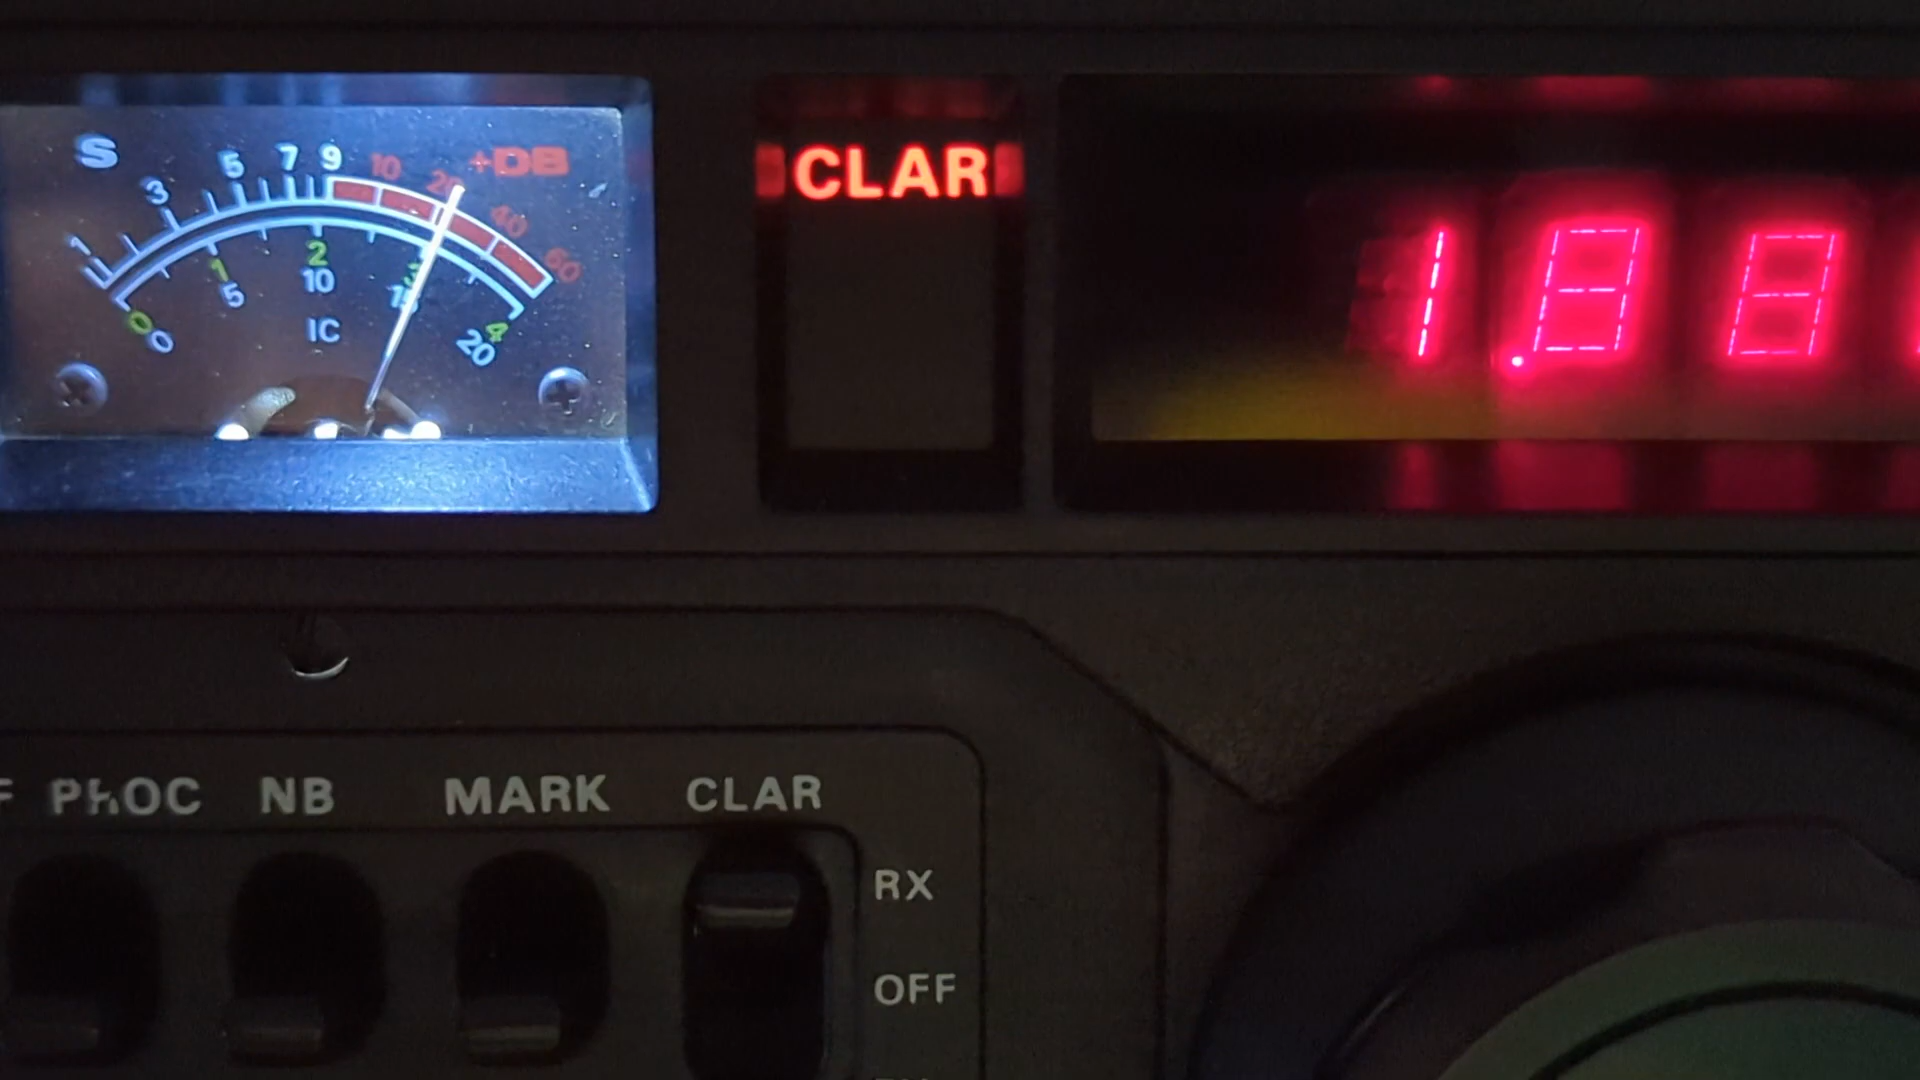 S 1 3 5 7 9 10 20 +DB 40 60
0 1 2 4
0 5 10 15 20
IC
CLAR
1.88
PROC NB MARK CLAR
RX
OFF